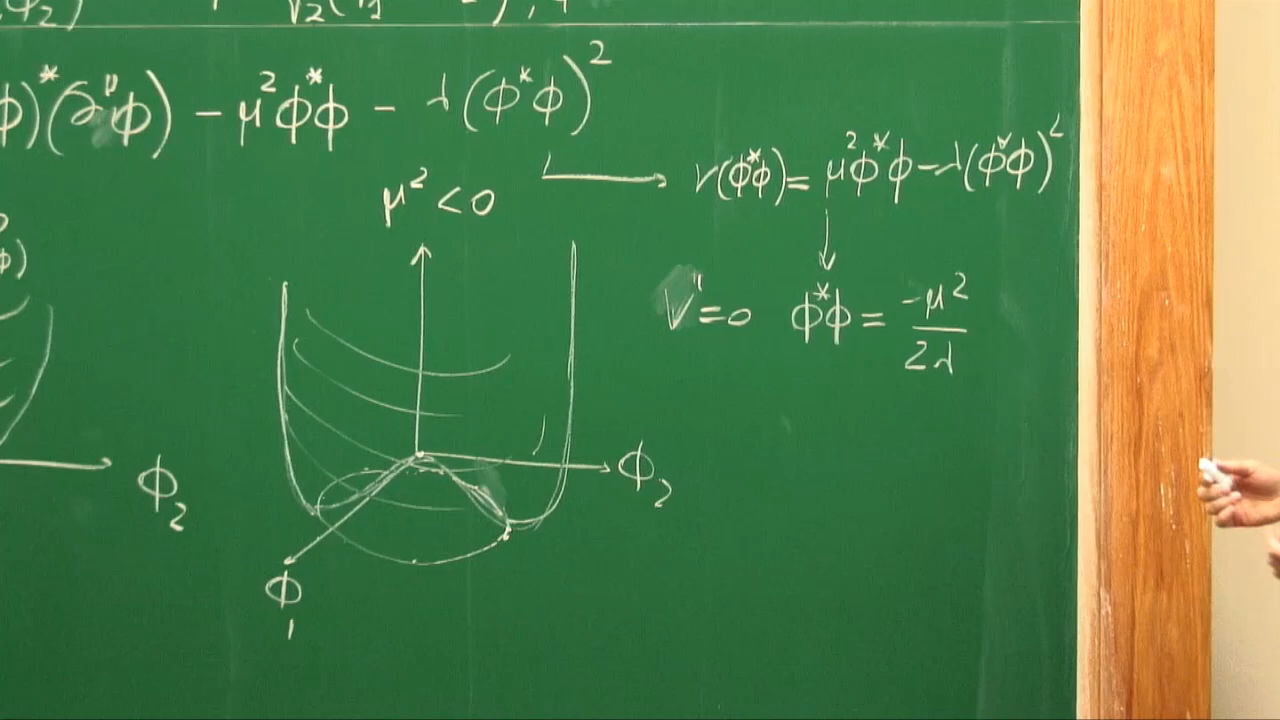 ϕ)*(∂^μϕ) − μ²ϕ*ϕ − λ(ϕ*ϕ)²
V(ϕ*ϕ) = μ²ϕ*ϕ − λ(ϕ*ϕ)²
μ² < 0
V' = 0 ϕ*ϕ = −μ²/2λ
ϕ₂
ϕ₂
ϕ₁